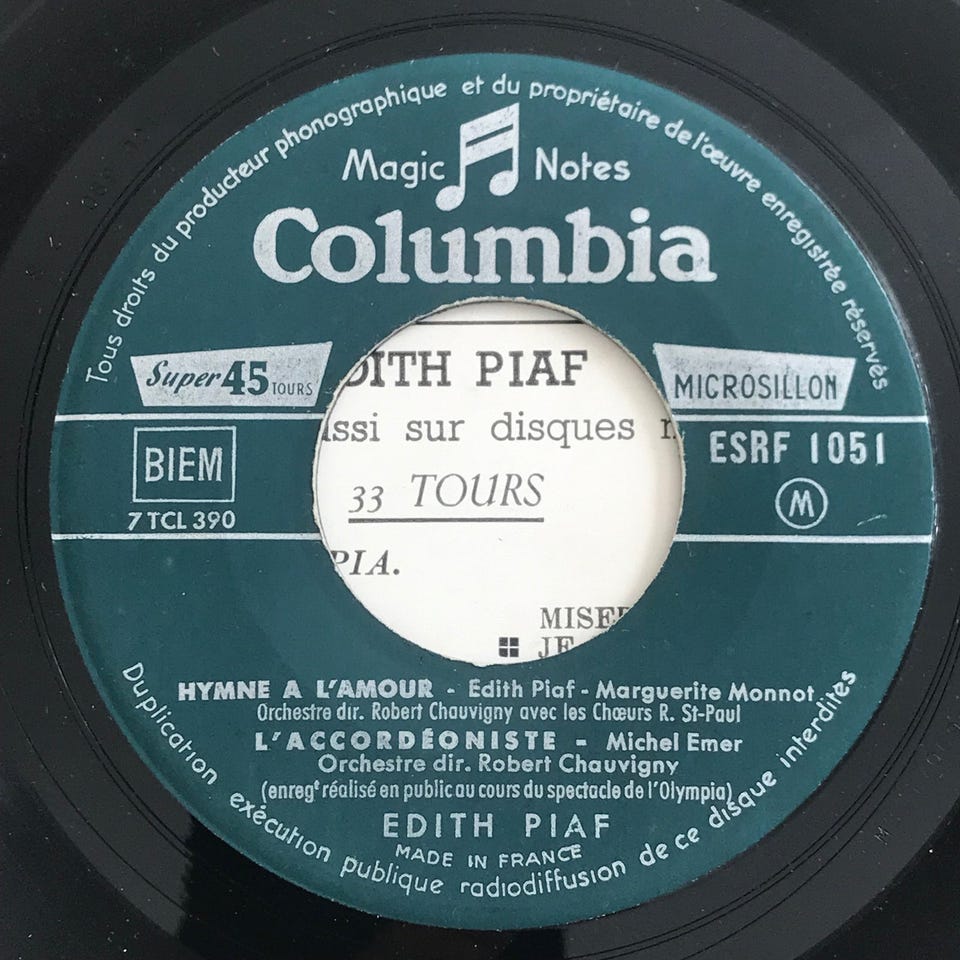 Tous droits du producteur phonographique et du propriétaire de l'œuvre enregistrée réservés
Magic Notes
Columbia
Super 45 TOURS
MICROSILLON
BIEM
7 TCL 390
ESRF 1051
M
EDITH PIAF
sur disques
33 TOURS
PIA.
JE
HYMNE A L'AMOUR - Edith Piaf - Marguerite Monnot
Orchestre dir. Robert Chauvigny avec les Chœurs R. St-Paul
L'ACCORDÉONISTE - Michel Emer
Orchestre dir. Robert Chauvigny
(enregt réalisé en public au cours du spectacle de l'Olympia)
EDITH PIAF
MADE IN FRANCE
Duplication exécution publique radiodiffusion de ce disque interdites